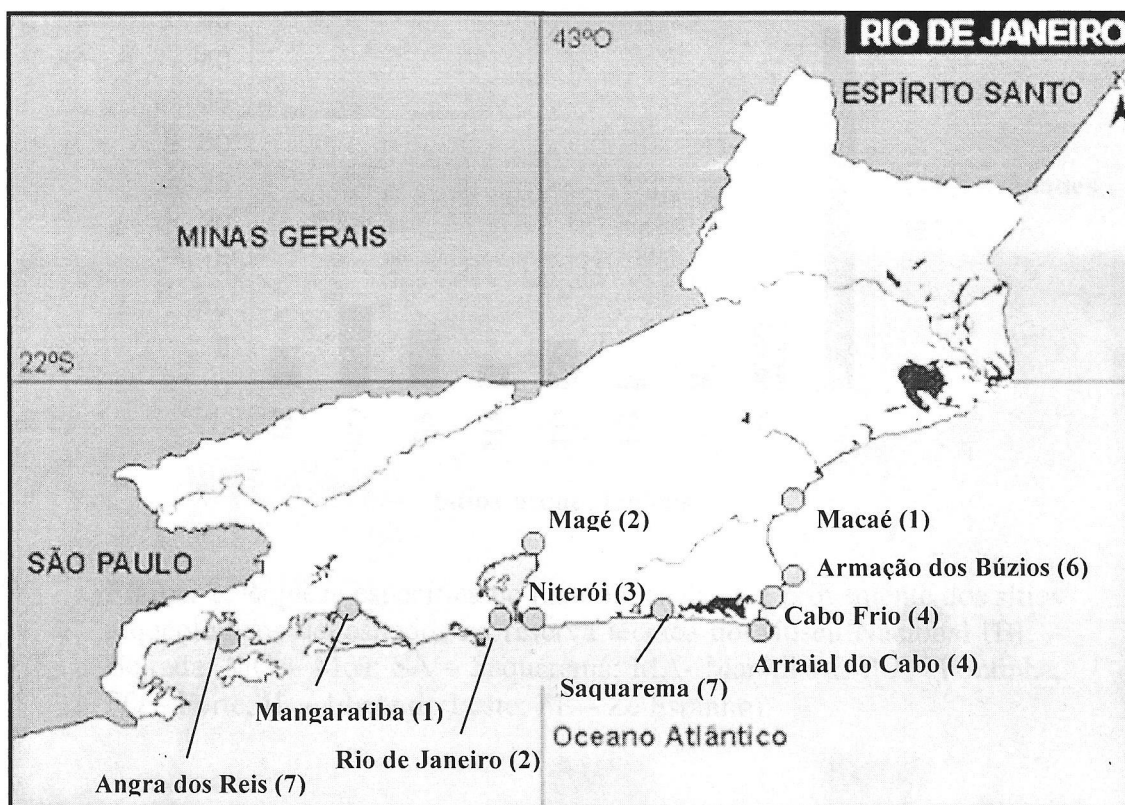 43ºO
RIO DE JANEIRO
ESPÍRITO SANTO
MINAS GERAIS
22ºS
Magé (2)
Macaé (1)
SÃO PAULO
Niterói (3)
Armação dos Búzios (6)
Cabo Frio (4)
Arraial do Cabo (4)
Saquarema (7)
Mangaratiba (1)
Oceano Atlântico
Rio de Janeiro (2)
Angra dos Reis (7)